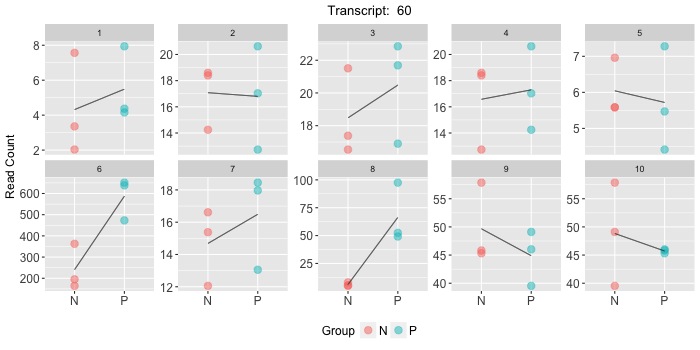 Transcript: 60
1 2 3 4 5
8 6 4 2
20 18 16 14
22 20 18
20 18 16 14
7 6 5
Read Count
6 7 8 9 10
600 500 400 300 200
18 16 14 12
100 75 50 25
55 50 45 40
55 50 45 40
N P N P N P N P N P
Group N P